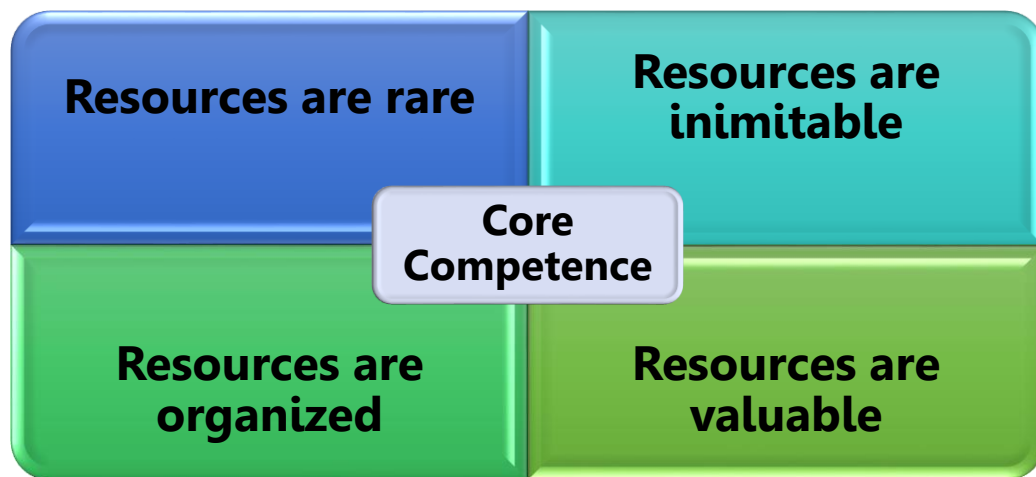 Resources are rare
Resources are
inimitable
Core
Competence
Resources are
organized
Resources are
valuable